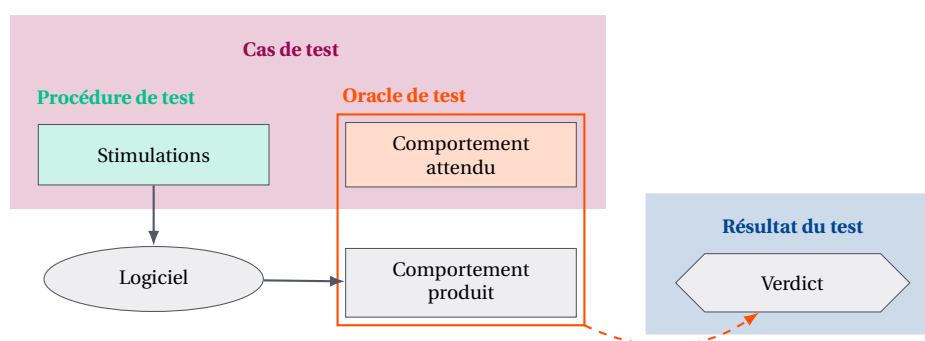 Cas de test
Procédure de test
Oracle de test
Stimulations
Comportement
attendu
Résultat du test
Logiciel
Comportement
produit
Verdict